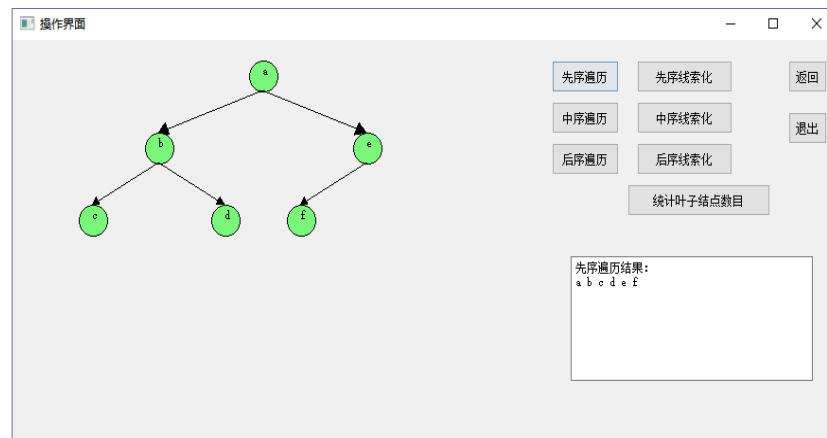 操作界面
a
b
e
c
d
f
先序遍历 先序线索化 返回
中序遍历 中序线索化 退出
后序遍历 后序线索化
统计叶子结点数目
先序遍历结果:
a b c d e f